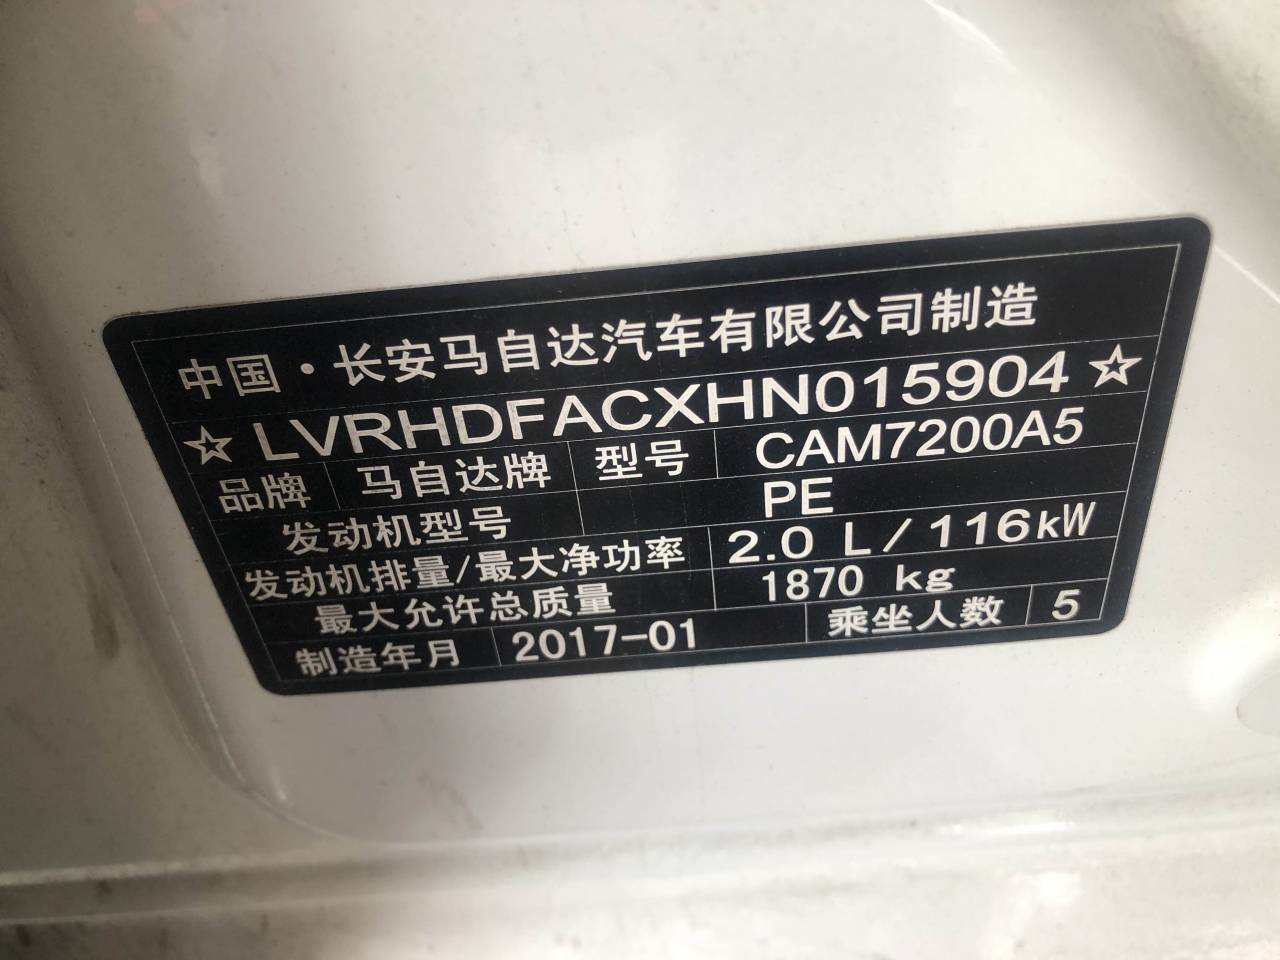 中国·长安马自达汽车有限公司制造
☆LVRHDFACXHN015904☆
品牌 马自达牌 型号 CAM7200A5
发动机型号 PE
发动机排量/最大净功率 2.0 L/116kW
最大允许总质量 1870 kg
制造年月 2017-01 乘坐人数 5